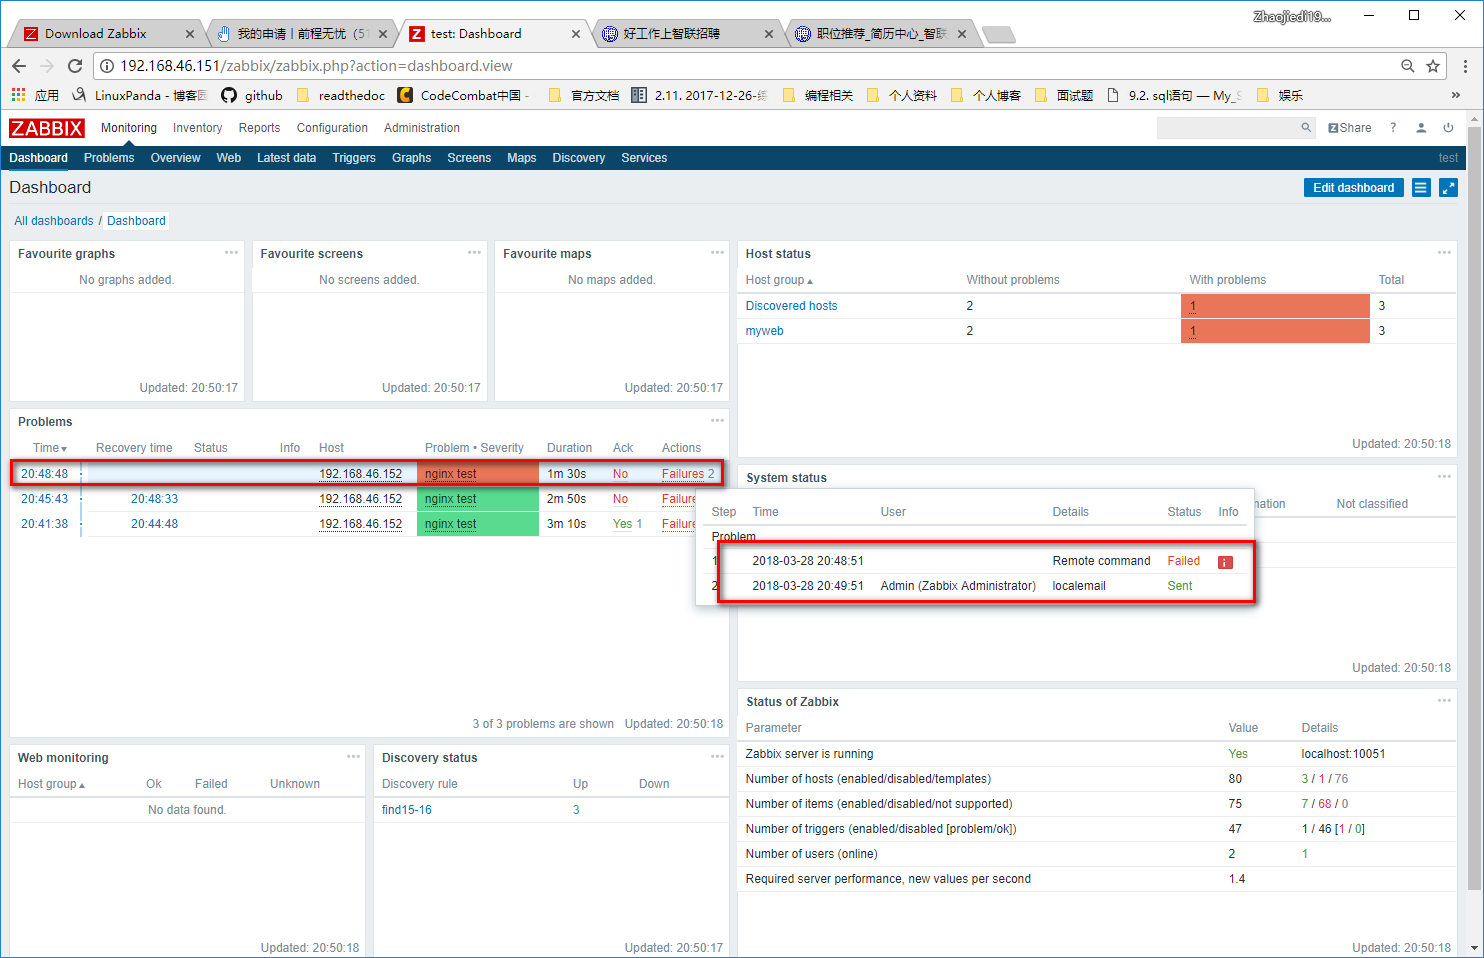 Zhaojiedi19...
Download Zabbix
我的申请丨前程无忧（51
test: Dashboard
好工作上智联招聘
职位推荐_简历中心_智联
192.168.46.151/zabbix/zabbix.php?action=dashboard.view
应用 LinuxPanda - 博客园 github readthedoc CodeCombat中国 - 官方文档 2.11. 2017-12-26-练 编程相关 个人资料 个人博客 面试题 9.2. sql语句 — My_S 娱乐 »
ZABBIX Monitoring Inventory Reports Configuration Administration Z Share ?
Dashboard Problems Overview Web Latest data Triggers Graphs Screens Maps Discovery Services test
Dashboard Edit dashboard
All dashboards / Dashboard
Favourite graphs
No graphs added.
Updated: 20:50:17
Favourite screens
No screens added.
Updated: 20:50:17
Favourite maps
No maps added.
Updated: 20:50:17
Host status
Host group Without problems With problems Total
Discovered hosts 2 1 3
myweb 2 1 3
Updated: 20:50:18
Problems
Time Recovery time Status Info Host Problem • Severity Duration Ack Actions
20:48:48 192.168.46.152 nginx test 1m 30s No Failures 2
20:45:43 20:48:33 192.168.46.152 nginx test 2m 50s No Failure
20:41:38 20:44:48 192.168.46.152 nginx test 3m 10s Yes 1 Failure
3 of 3 problems are shown Updated: 20:50:18
System status
mation Not classified
Updated: 20:50:18
Step Time User Details Status Info
Problem
1 2018-03-28 20:48:51 Remote command Failed i
2 2018-03-28 20:49:51 Admin (Zabbix Administrator) localemail Sent
Status of Zabbix
Parameter Value Details
Zabbix server is running Yes localhost:10051
Number of hosts (enabled/disabled/templates) 80 3 / 1 / 76
Number of items (enabled/disabled/not supported) 75 7 / 68 / 0
Number of triggers (enabled/disabled [problem/ok]) 47 1 / 46 [1 / 0]
Number of users (online) 2 1
Required server performance, new values per second 1.4
Updated: 20:50:18
Web monitoring
Host group Ok Failed Unknown
No data found.
Updated: 20:50:18
Discovery status
Discovery rule Up Down
find15-16 3
Updated: 20:50:17